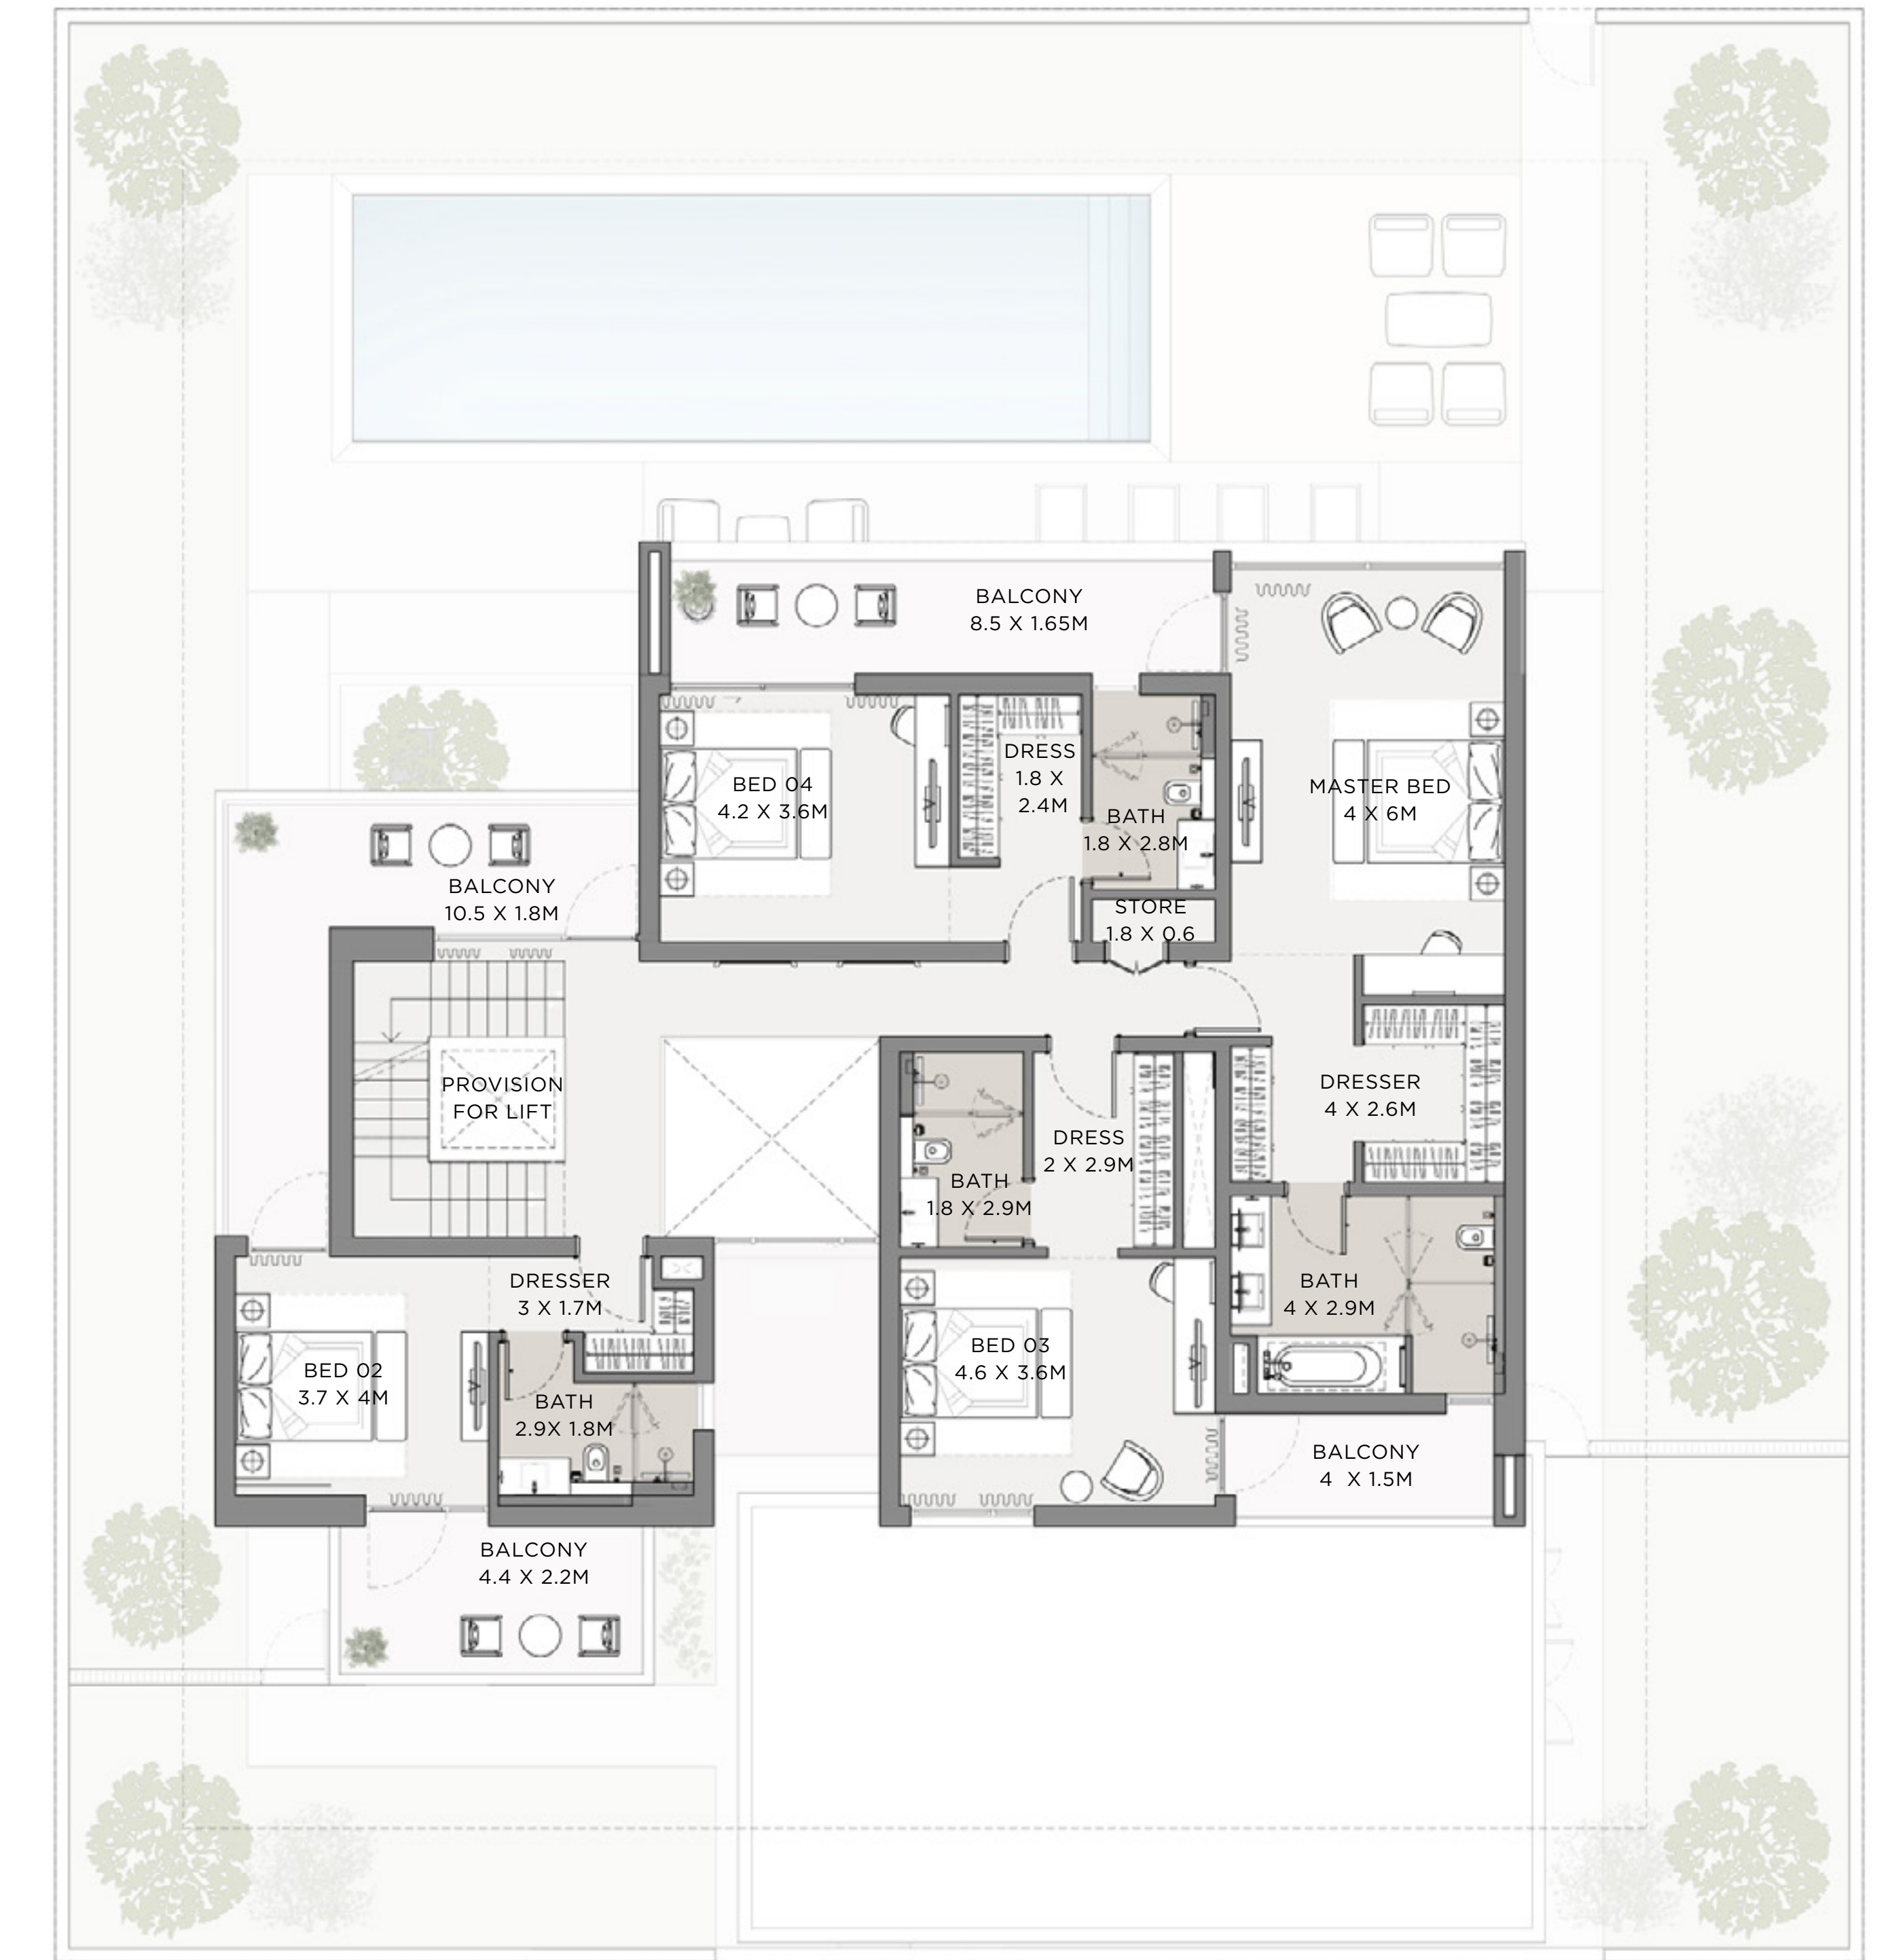 BALCONY
8.5 X 1.65M
DRESS
1.8 X
2.4M
BED 04
4.2 X 3.6M
MASTER BED
4 X 6M
BATH
1.8 X 2.8M
BALCONY
10.5 X 1.8M
STORE
1.8 X 0.6
PROVISION
FOR LIFT
DRESSER
4 X 2.6M
DRESS
2 X 2.9M
BATH
1.8 X 2.9M
DRESSER
3 X 1.7M
BATH
4 X 2.9M
BED 03
4.6 X 3.6M
BED 02
3.7 X 4M
BATH
2.9X 1.8M
BALCONY
4 X 1.5M
BALCONY
4.4 X 2.2M